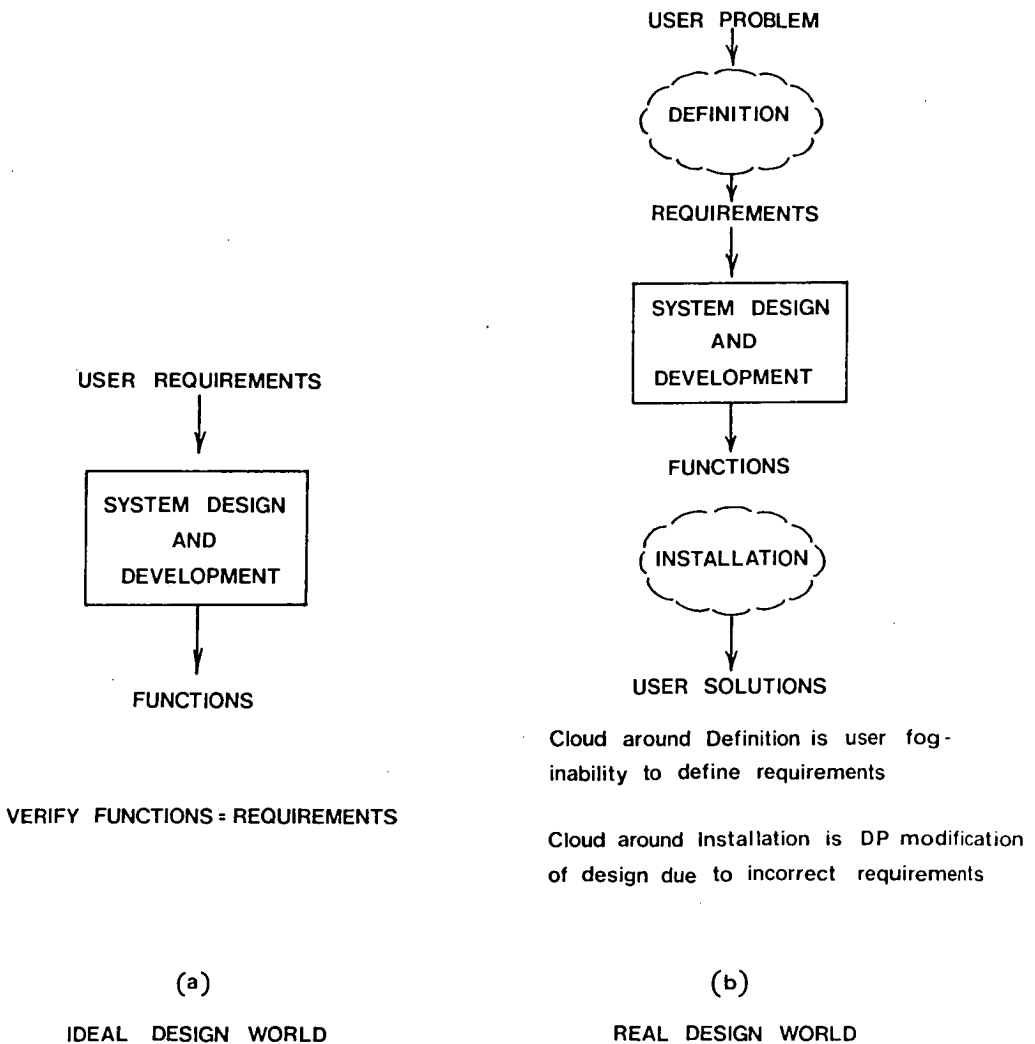 USER REQUIREMENTS
SYSTEM DESIGN
AND
DEVELOPMENT
FUNCTIONS
VERIFY FUNCTIONS = REQUIREMENTS
(a)
IDEAL DESIGN WORLD
USER PROBLEM
DEFINITION
REQUIREMENTS
SYSTEM DESIGN
AND
DEVELOPMENT
FUNCTIONS
INSTALLATION
USER SOLUTIONS
Cloud around Definition is user fog-
inability to define requirements
Cloud around Installation is DP modification
of design due to incorrect requirements
(b)
REAL DESIGN WORLD